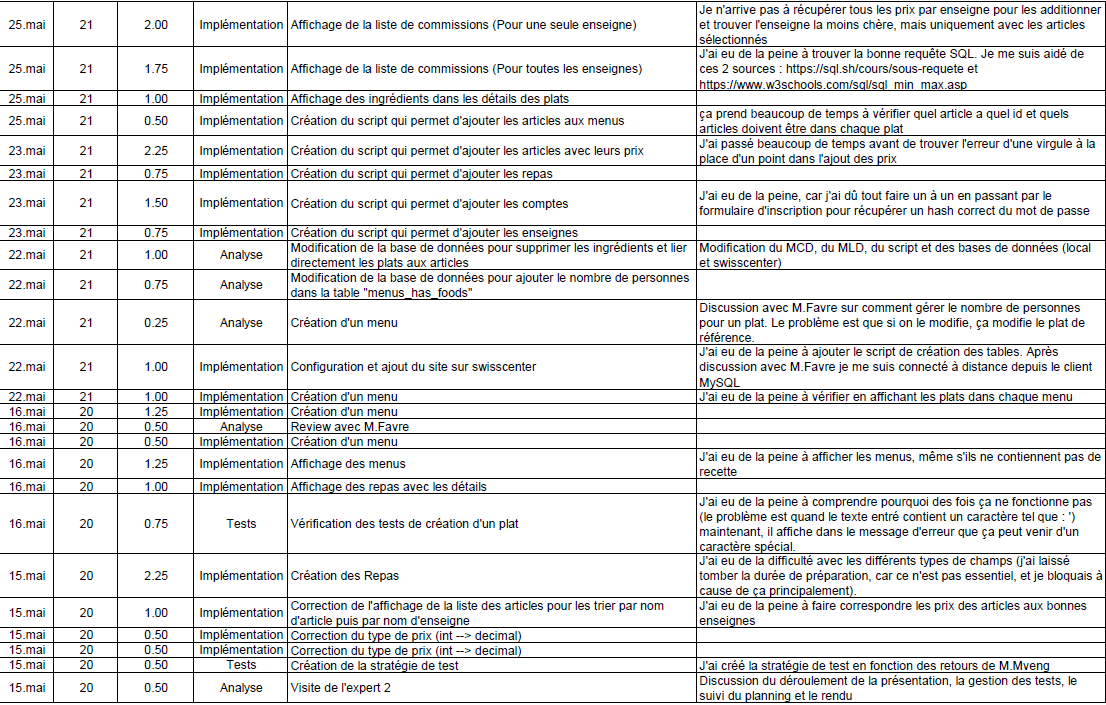 Je n'arrive pas à récupérer tous les prix par enseigne pour les additionner
25.mai 21 2.00 Implémentation Affichage de la liste de commissions (Pour une seule enseigne) et trouver l'enseigne la moins chère, mais uniquement avec les articles
sélectionnés
J'ai eu de la peine à trouver la bonne requête SQL. Je me suis aidé de
25.mai 21 1.75 Implémentation Affichage de la liste de commissions (Pour toutes les enseignes) ces 2 sources : https://sql.sh/cours/sous-requete et
https://www.w3schools.com/sql/sql_min_max.asp
25.mai 21 1.00 Implémentation Affichage des ingrédients dans les détails des plats
25.mai 21 0.50 Implémentation Création du script qui permet d'ajouter les articles aux menus ça prend beaucoup de temps à vérifier quel article a quel id et quels
articles doivent être dans chaque plat
23.mai 21 2.25 Implémentation Création du script qui permet d'ajouter les articles avec leurs prix J'ai passé beaucoup de temps avant de trouver l'erreur d'une virgule à la
place d'un point dans l'ajout des prix
23.mai 21 0.75 Implémentation Création du script qui permet d'ajouter les repas
23.mai 21 1.50 Implémentation Création du script qui permet d'ajouter les comptes J'ai eu de la peine, car j'ai dû tout faire un à un en passant par le
formulaire d'inscription pour récupérer un hash correct du mot de passe
23.mai 21 0.75 Implémentation Création du script qui permet d'ajouter les enseignes
22.mai 21 1.00 Analyse Modification de la base de données pour supprimer les ingrédients et lier Modification du MCD, du MLD, du script et des bases de données (local
directement les plats aux articles et swisscenter)
22.mai 21 0.75 Analyse Modification de la base de données pour ajouter le nombre de personnes
dans la table "menus_has_foods"
Discussion avec M.Favre sur comment gérer le nombre de personnes
22.mai 21 0.25 Analyse Création d'un menu pour un plat. Le problème est que si on le modifie, ça modifie le plat de
référence.
J'ai eu de la peine à ajouter le script de création des tables. Après
22.mai 21 1.00 Implémentation Configuration et ajout du site sur swisscenter discussion avec M.Favre je me suis connecté à distance depuis le client
MySQL
22.mai 21 1.00 Implémentation Création d'un menu J'ai eu de la peine à vérifier en affichant les plats dans chaque menu
16.mai 20 1.25 Implémentation Création d'un menu
16.mai 20 0.50 Analyse Review avec M.Favre
16.mai 20 0.50 Implémentation Création d'un menu
16.mai 20 1.25 Implémentation Affichage des menus J'ai eu de la peine à afficher les menus, même s'ils ne contiennent pas de
recette
16.mai 20 1.00 Implémentation Affichage des repas avec les détails
J'ai eu de la peine à comprendre pourquoi des fois ça ne fonctionne pas
16.mai 20 0.75 Tests Vérification des tests de création d'un plat (le problème est quand le texte entré contient un caractère tel que : ')
maintenant, il affiche dans le message d'erreur que ça peut venir d'un
caractère spécial.
J'ai eu de la difficulté avec les différents types de champs (j'ai laissé
15.mai 20 2.25 Implémentation Création des Repas tomber la durée de préparation, car ce n'est pas essentiel, et je bloquais à
cause de ça principalement).
15.mai 20 1.00 Implémentation Correction de l'affichage de la liste des articles pour les trier par nom J'ai eu de la peine à faire correspondre les prix des articles aux bonnes
d'article puis par nom d'enseigne enseignes
15.mai 20 0.50 Implémentation Correction du type de prix (int --> decimal)
15.mai 20 0.50 Implémentation Correction du type de prix (int --> decimal)
15.mai 20 0.50 Tests Création de la stratégie de test J'ai créé la stratégie de test en fonction des retours de M.Mveng
15.mai 20 0.50 Analyse Visite de l'expert 2 Discussion du déroulement de la présentation, la gestion des tests, le
suivi du planning et le rendu